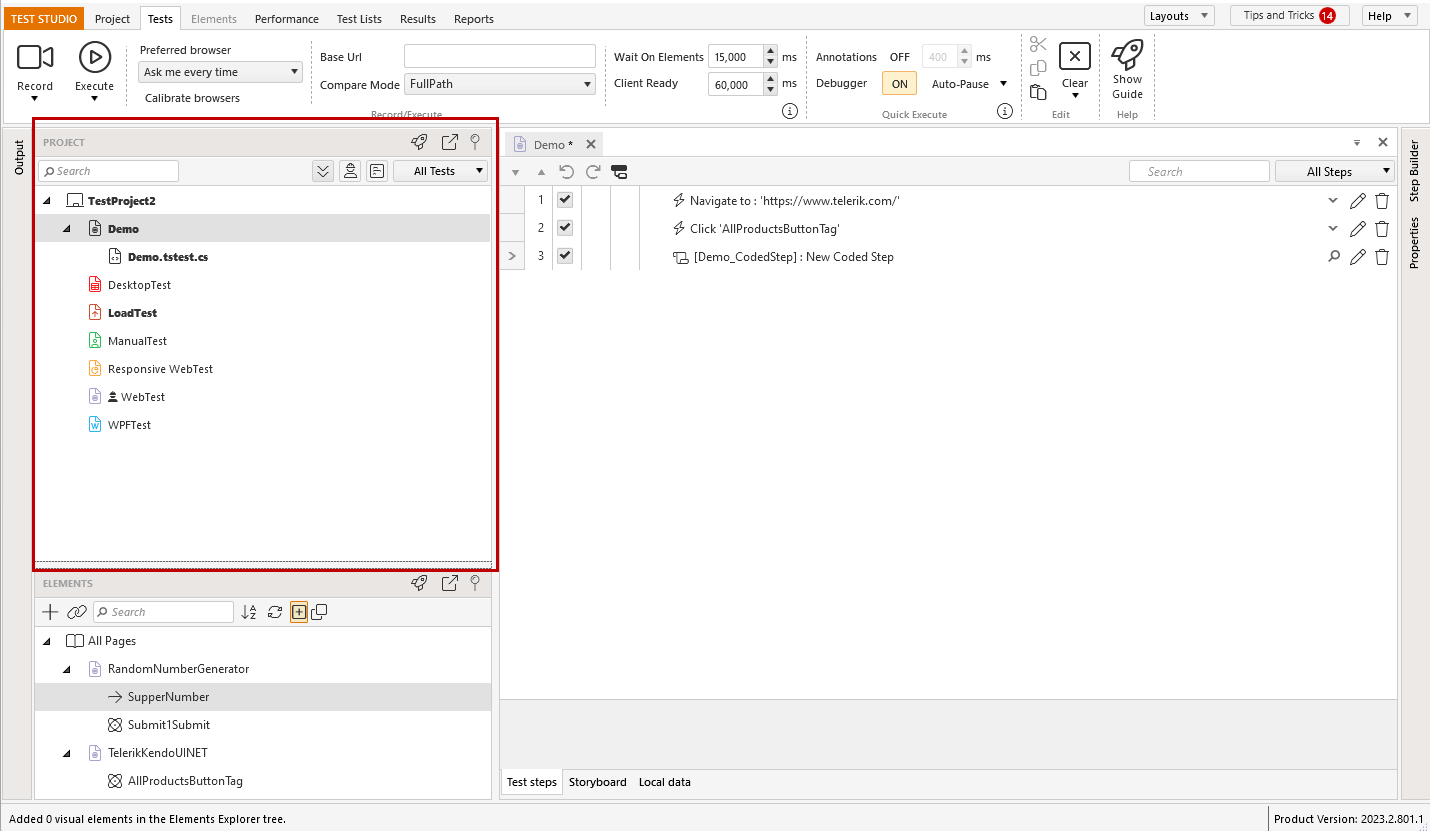 TEST STUDIO Project Tests Elements Performance Test Lists Results Reports Layouts Tips and Tricks 14 Help
Record Execute
Preferred browser
Ask me every time
Calibrate browsers
Base Url
Compare Mode FullPath
Record/Execute
Wait On Elements 15,000 ms
Client Ready 60,000 ms
Annotations OFF 400 ms
Debugger ON Auto-Pause
Quick Execute
Clear
Edit
Show
Guide
Help
Output
PROJECT
Search All Tests
TestProject2
Demo
Demo.tstest.cs
DesktopTest
LoadTest
ManualTest
Responsive WebTest
WebTest
WPFTest
ELEMENTS
Search
All Pages
RandomNumberGenerator
SupperNumber
Submit1Submit
TelerikKendoUINET
AllProductsButtonTag
Demo *
Search All Steps
1 Navigate to : 'https://www.telerik.com/'
2 Click 'AllProductsButtonTag'
3 [Demo_CodedStep] : New Coded Step
Test steps Storyboard Local data
Step Builder
Properties
Added 0 visual elements in the Elements Explorer tree.
Product Version: 2023.2.801.1